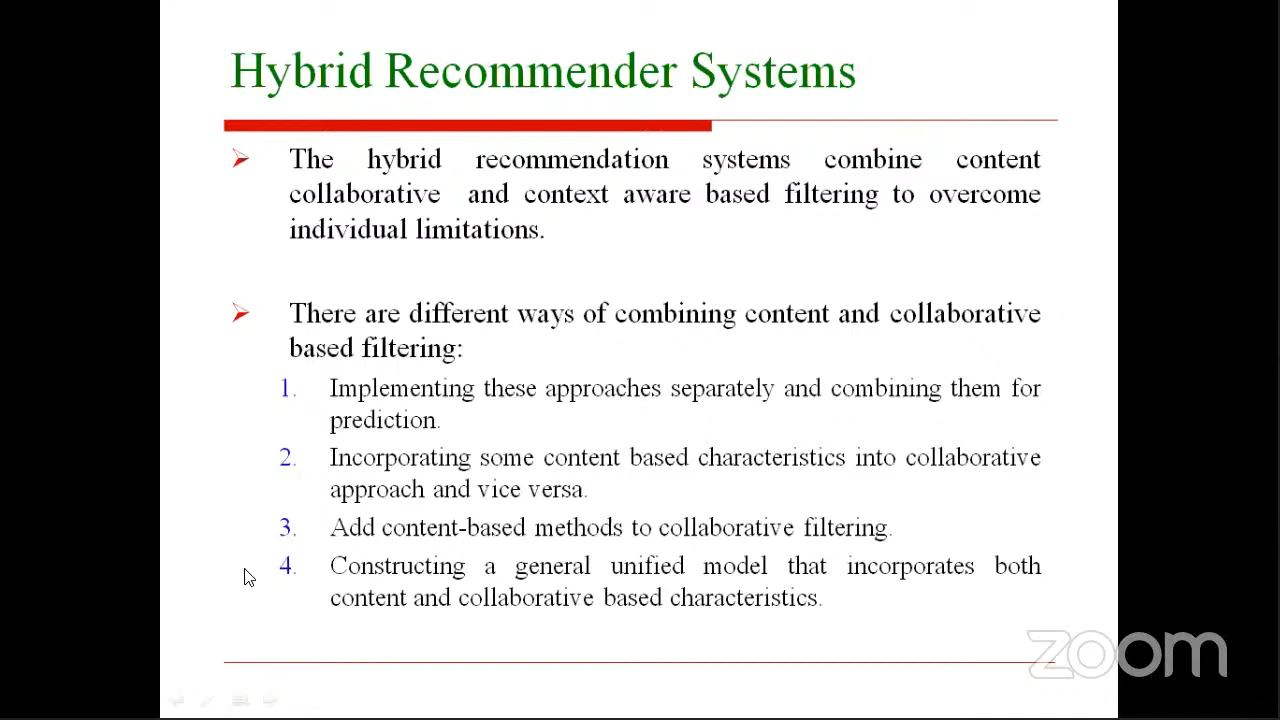 Hybrid Recommender Systems
The hybrid recommendation systems combine content
collaborative and context aware based filtering to overcome
individual limitations.
There are different ways of combining content and collaborative
based filtering:
1. Implementing these approaches separately and combining them for
prediction.
2. Incorporating some content based characteristics into collaborative
approach and vice versa.
3. Add content-based methods to collaborative filtering.
4. Constructing a general unified model that incorporates both
content and collaborative based characteristics.
zoom